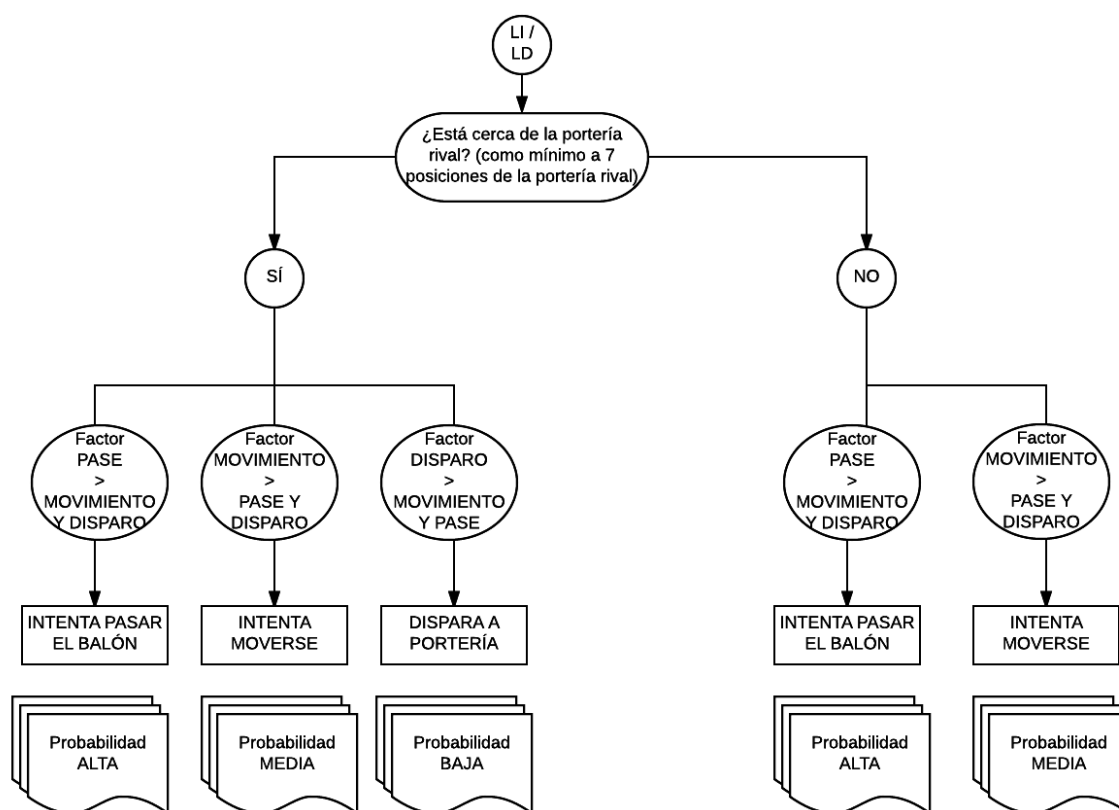 LI /
LD
¿Está cerca de la portería
rival? (como mínimo a 7
posiciones de la portería rival)
SÍ
NO
Factor
PASE
>
MOVIMIENTO
Y DISPARO
Factor
MOVIMIENTO
>
PASE Y
DISPARO
Factor
DISPARO
>
MOVIMIENTO
Y PASE
Factor
PASE
>
MOVIMIENTO
Y DISPARO
Factor
MOVIMIENTO
>
PASE Y
DISPARO
INTENTA PASAR
EL BALÓN
INTENTA
MOVERSE
DISPARA A
PORTERÍA
INTENTA PASAR
EL BALÓN
INTENTA
MOVERSE
Probabilidad
ALTA
Probabilidad
MEDIA
Probabilidad
BAJA
Probabilidad
ALTA
Probabilidad
MEDIA